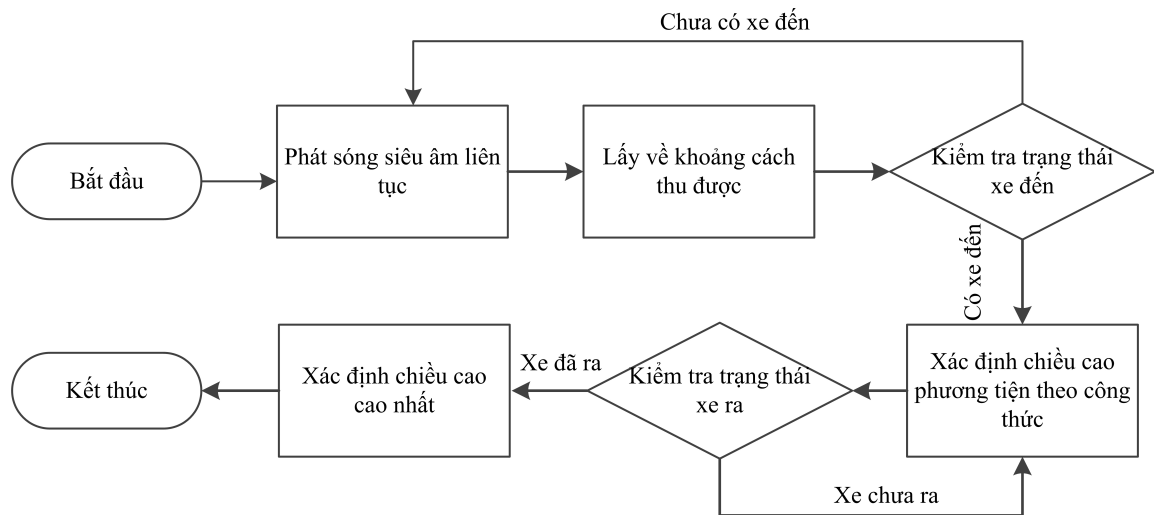 Chưa có xe đến
Bắt đầu
Phát sóng siêu âm liên
tục
Lấy về khoảng cách
thu được
Kiểm tra trạng thái
xe đến
Có xe đến
Kết thúc
Xác định chiều cao
cao nhất
Xe đã ra
Kiểm tra trạng thái
xe ra
Xác định chiều cao
phương tiện theo công
thức
Xe chưa ra